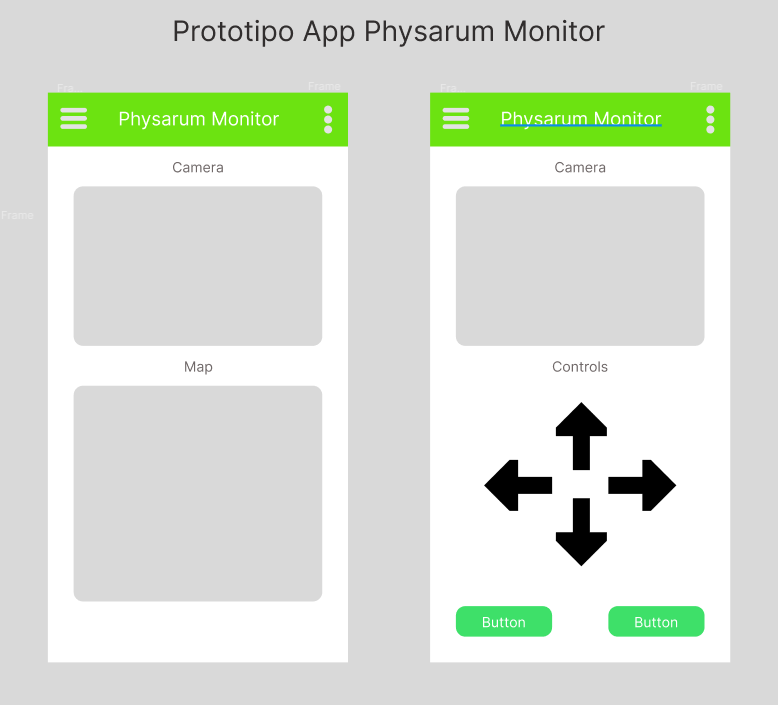 Prototipo App Physarum Monitor
Fra...
Frame
Fra...
Frame
Physarum Monitor
Physarum Monitor
Camera
Camera
Frame
Map
Controls
Button
Button